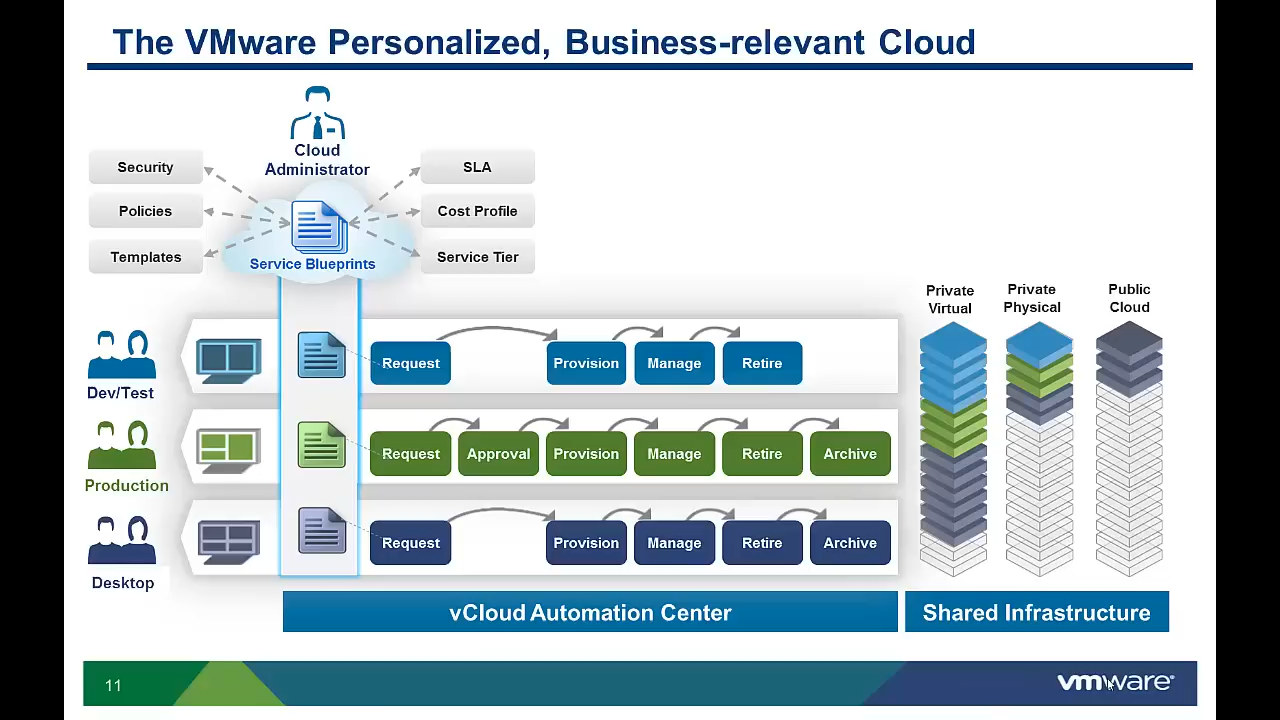 The VMware Personalized, Business-relevant Cloud
Cloud
Administrator
Security
SLA
Policies
Cost Profile
Templates
Service Tier
Service Blueprints
Private
Virtual
Private
Physical
Public
Cloud
Dev/Test
Request
Provision
Manage
Retire
Production
Request
Approval
Provision
Manage
Retire
Archive
Desktop
Request
Provision
Manage
Retire
Archive
vCloud Automation Center
Shared Infrastructure
11
vmware®